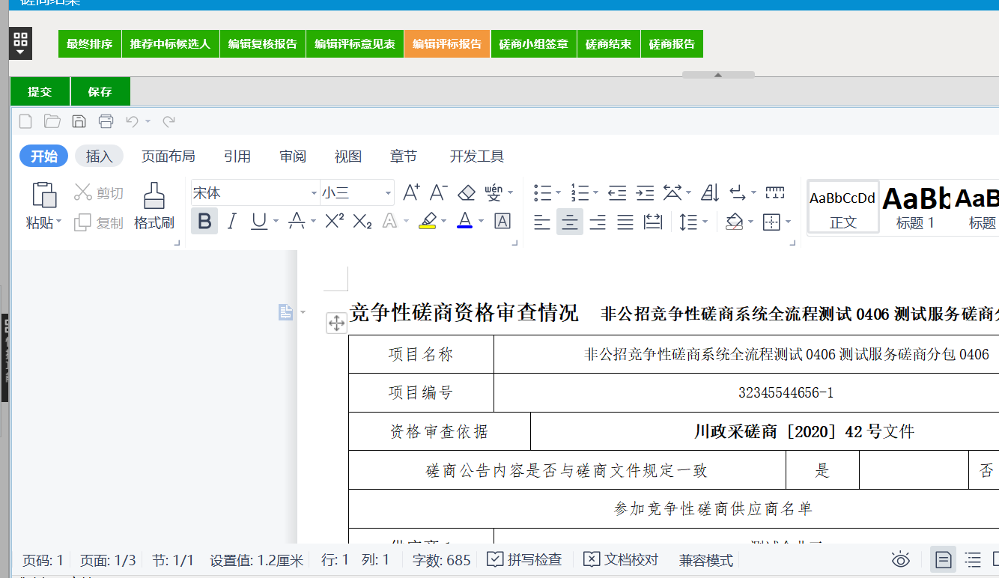 磋商结果
最终排序 推荐中标候选人 编辑复核报告 编辑评标意见表 编辑评标报告 磋商小组签章 磋商结束 磋商报告
提交 保存
开始 插入 页面布局 引用 审阅 视图 章节 开发工具
剪切 宋体 小三
粘贴 复制 格式刷
AaBbCcDd AaBb AaB
正文 标题 1 标题
竞争性磋商资格审查情况 非公招竞争性磋商系统全流程测试 0406 测试服务磋商分
项目名称 非公招竞争性磋商系统全流程测试 0406 测试服务磋商分包 0406
项目编号 32345544656-1
资格审查依据 川政采磋商［2020］42 号文件
磋商公告内容是否与磋商文件规定一致 是 否
参加竞争性磋商供应商名单
页码: 1 页面: 1/3 节: 1/1 设置值: 1.2厘米 行: 1 列: 1 字数: 685 拼写检查 文档校对 兼容模式